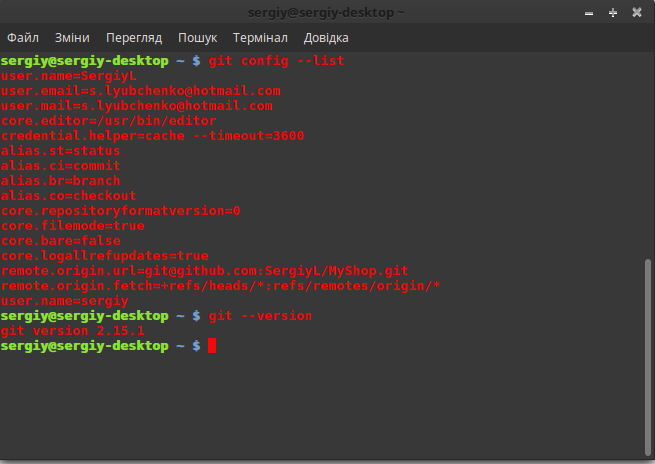 sergiy@sergiy-desktop ~
Файл Зміни Перегляд Пошук Термінал Довідка
sergiy@sergiy-desktop ~ $ git config --list
user.name=SergiyL
user.email=s.lyubchenko@hotmail.com
user.mail=s.lyubchenko@hotmail.com
core.editor=/usr/bin/editor
credential.helper=cache --timeout=3600
alias.st=status
alias.ci=commit
alias.br=branch
alias.co=checkout
core.repositoryformatversion=0
core.filemode=true
core.bare=false
core.logallrefupdates=true
remote.origin.url=git@github.com:SergiyL/MyShop.git
remote.origin.fetch=+refs/heads/*:refs/remotes/origin/*
user.name=sergiy
sergiy@sergiy-desktop ~ $ git --version
git version 2.15.1
sergiy@sergiy-desktop ~ $